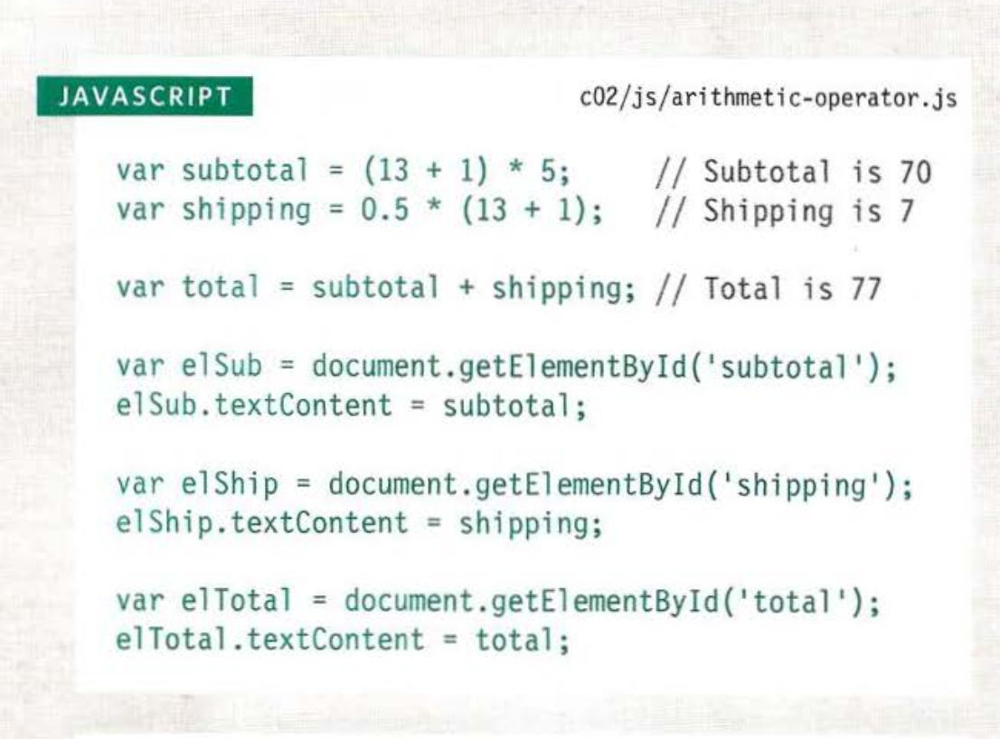 JAVASCRIPT
c02/js/arithmetic-operator.js
var subtotal = (13 + 1) * 5; // Subtotal is 70
var shipping = 0.5 * (13 + 1); // Shipping is 7
var total = subtotal + shipping; // Total is 77
var elSub = document.getElementById('subtotal');
elSub.textContent = subtotal;
var elShip = document.getElementById('shipping');
elShip.textContent = shipping;
var elTotal = document.getElementById('total');
elTotal.textContent = total;